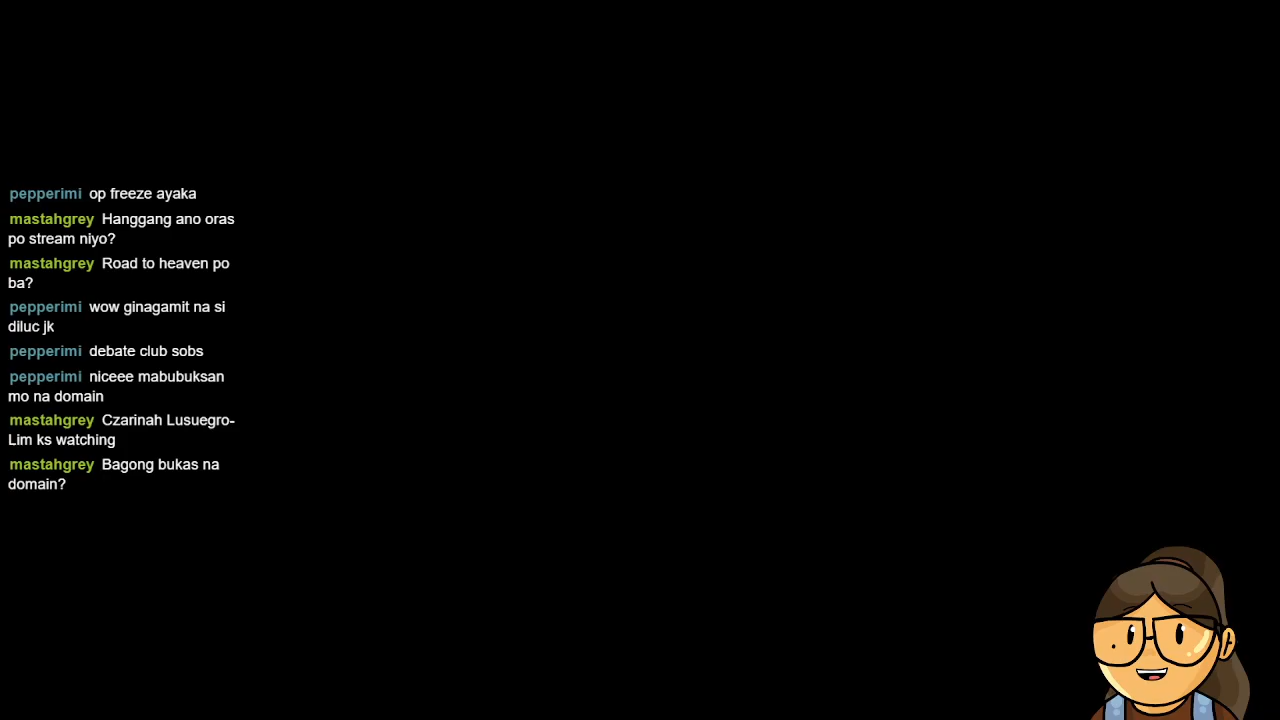 pepperimi op freeze ayaka
mastahgrey Hanggang ano oras
po stream niyo?
mastahgrey Road to heaven po
ba?
pepperimi wow ginagamit na si
diluc jk
pepperimi debate club sobs
pepperimi niceee mabubuksan
mo na domain
mastahgrey Czarinah Lusuegro-
Lim ks watching
mastahgrey Bagong bukas na
domain?